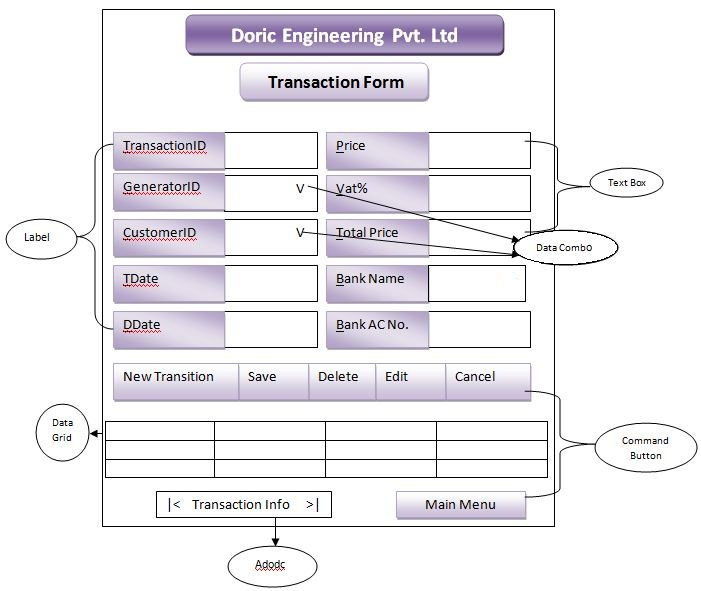 Doric Engineering Pvt. Ltd
Transaction Form
TransactionID
Price
GeneratorID V
Vat%
Text Box
CustomerID V
Total Price
Label
Data Comb0
TDate
Bank Name
DDate
Bank AC No.
New Transition Save Delete Edit Cancel
Data
Grid
Command
Button
|< Transaction Info >|
Main Menu
Adodc